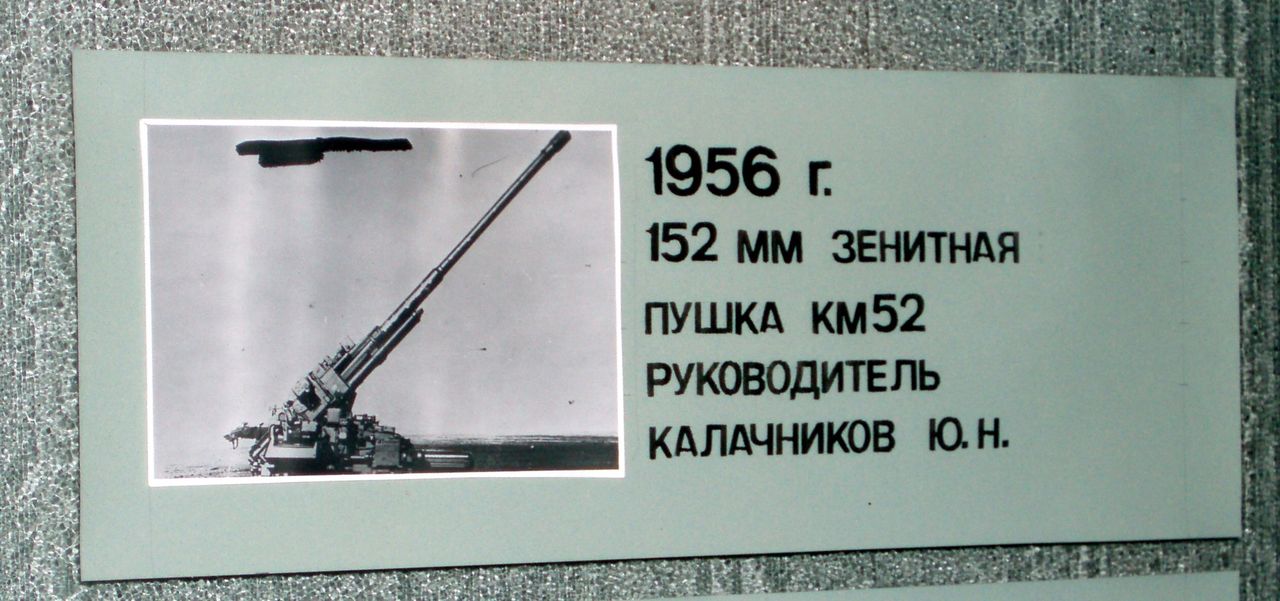 1956 г.
152 ММ ЗЕНИТНАЯ
ПУШКА КМ52
РУКОВОДИТЕЛЬ
КАЛАЧНИКОВ Ю.Н.